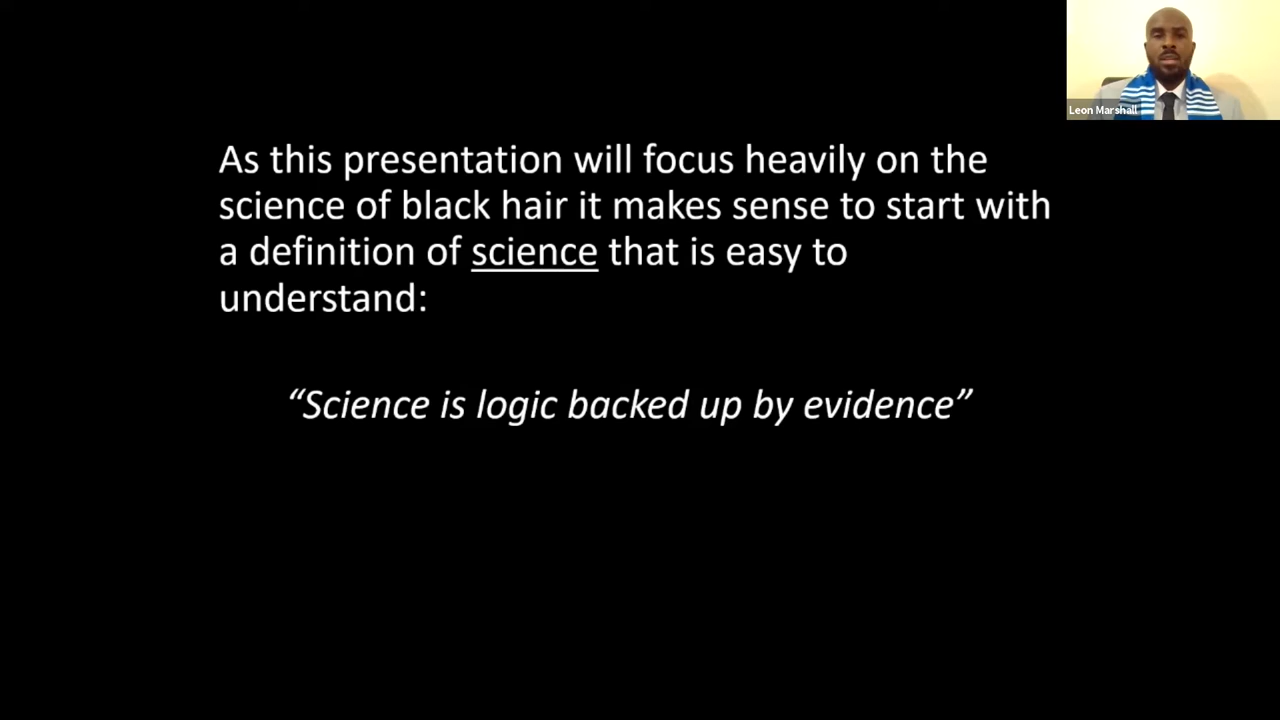 Leon Marshall
As this presentation will focus heavily on the
science of black hair it makes sense to start with
a definition of science that is easy to
understand:
“Science is logic backed up by evidence”